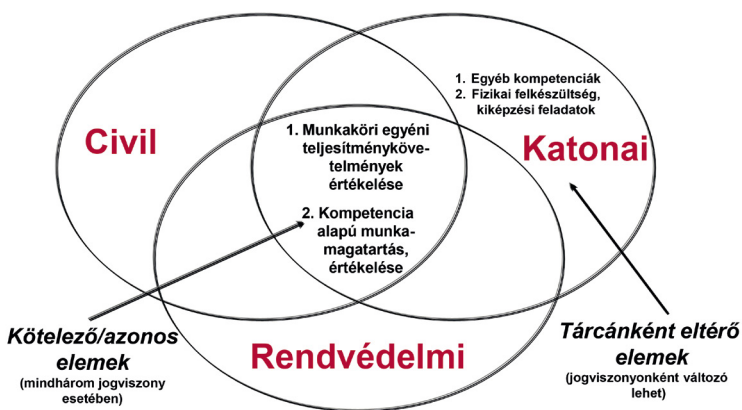 Civil
1. Egyéb kompetenciák
2. Fizikai felkészültség,
kiképzési feladatok
Katonai
1. Munkaköri egyéni
teljesítményköve-
telmények
értékelése
2. Kompetencia
alapú munka-
magatartás,
értékelése
Kötelező/azonos
elemek
(mindhárom jogviszony
esetében)
Rendvédelmi
Tárcánként eltérő
elemek
(jogviszonyonként változó
lehet)